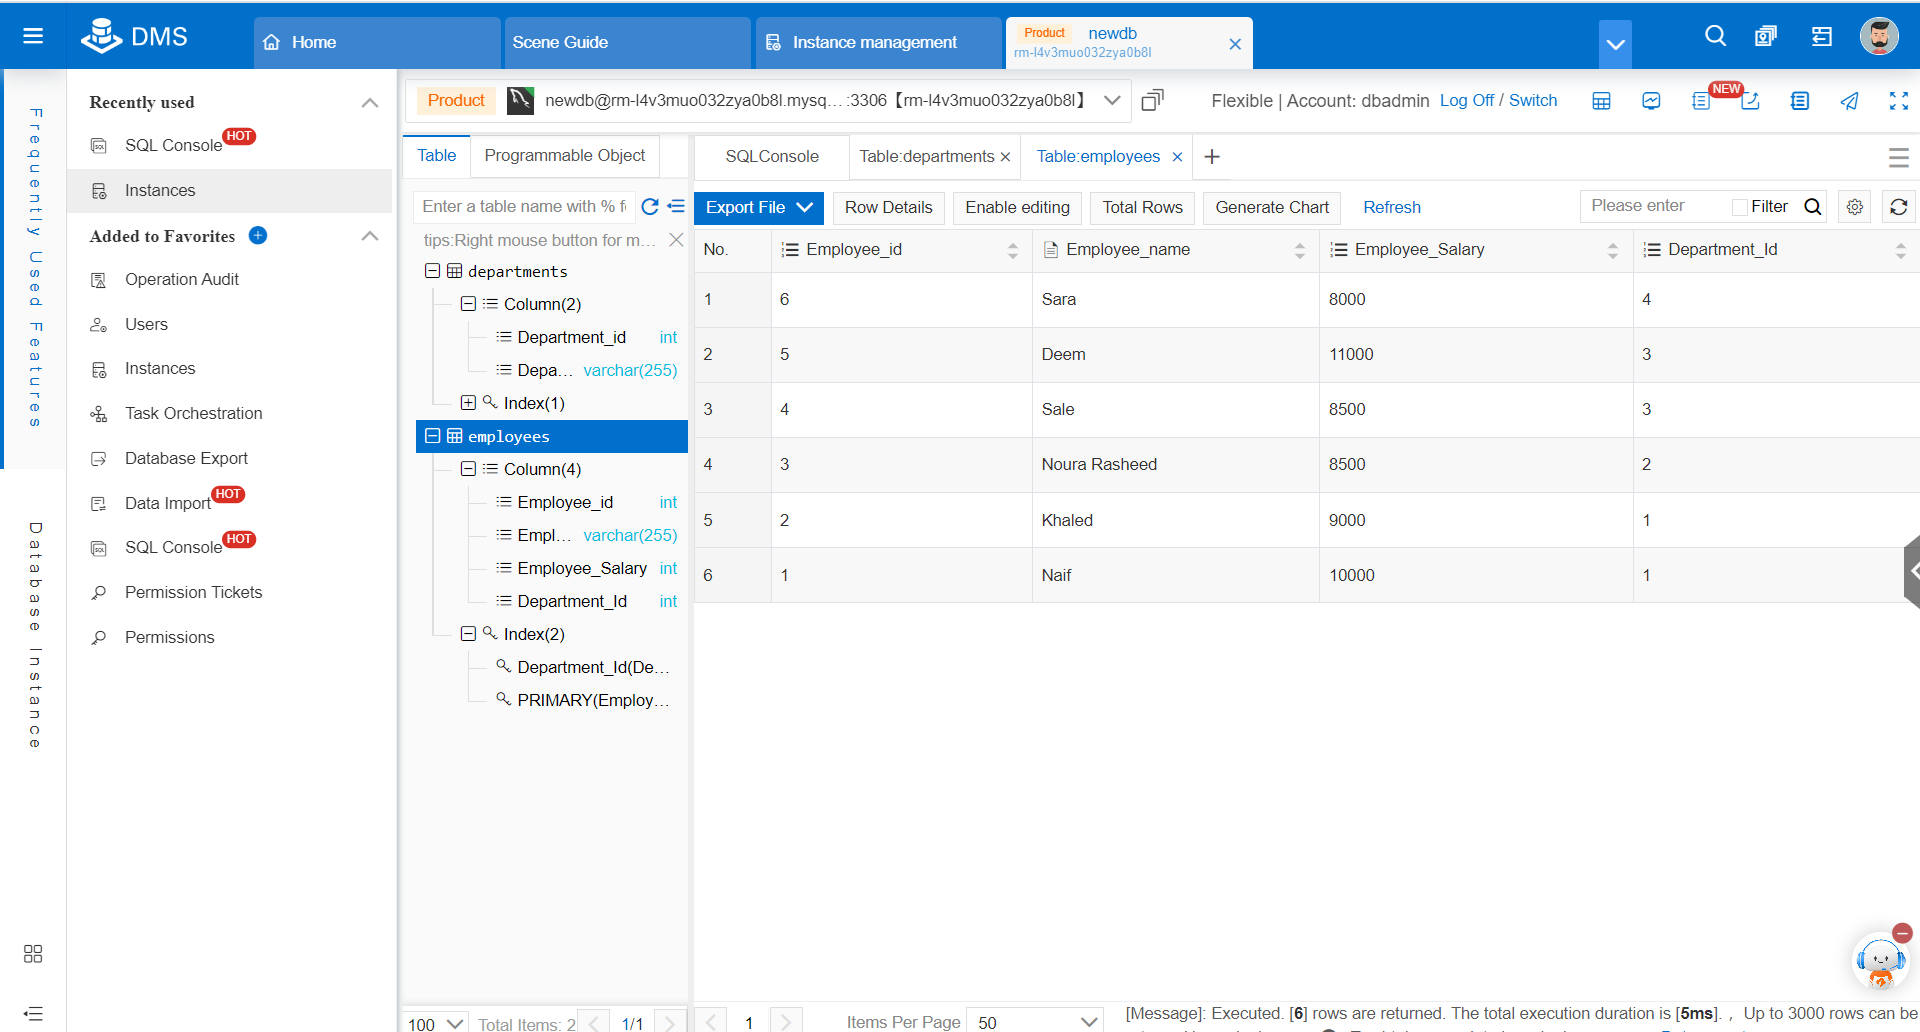 DMS
Home
Scene Guide
Instance management
Product
newdb
rm-l4v3muo032zya0b8l
Frequently Used Features
Database Instance
Recently used
SQL Console
HOT
Instances
Added to Favorites
Operation Audit
Users
Instances
Task Orchestration
Database Export
Data Import
HOT
SQL Console
HOT
Permission Tickets
Permissions
Product
newdb@rm-l4v3muo032zya0b8l.mysq... :3306【rm-l4v3muo032zya0b8l】
Flexible | Account: dbadmin Log Off / Switch
NEW
Table
Programmable Object
Enter a table name with % f
tips:Right mouse button for m...
departments
Column(2)
Department_id int
Depa... varchar(255)
Index(1)
employees
Column(4)
Employee_id int
Empl... varchar(255)
Employee_Salary int
Department_Id int
Index(2)
Department_Id(De...
PRIMARY(Employ...
100
Total Items: 2
1/1
SQLConsole
Table:departments
Table:employees
Export File
Row Details
Enable editing
Total Rows
Generate Chart
Refresh
Please enter
Filter
No. Employee_id Employee_name Employee_Salary Department_Id
1 6 Sara 8000 4
2 5 Deem 11000 3
3 4 Sale 8500 3
4 3 Noura Rasheed 8500 2
5 2 Khaled 9000 1
6 1 Naif 10000 1
1
Items Per Page 50
[Message]: Executed. [6] rows are returned. The total execution duration is [5ms]. , Up to 3000 rows can be